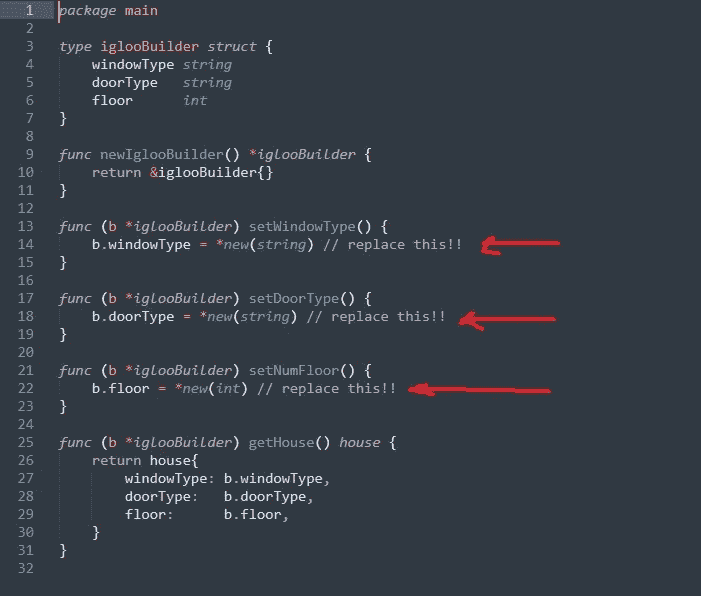 1 package main
2
3 type iglooBuilder struct {
4     windowType string
5     doorType   string
6     floor      int
7 }
8
9 func newIglooBuilder() *iglooBuilder {
10     return &iglooBuilder{}
11 }
12
13 func (b *iglooBuilder) setWindowType() {
14     b.windowType = *new(string) // replace this!!
15 }
16
17 func (b *iglooBuilder) setDoorType() {
18     b.doorType = *new(string) // replace this!!
19 }
20
21 func (b *iglooBuilder) setNumFloor() {
22     b.floor = *new(int) // replace this!!
23 }
24
25 func (b *iglooBuilder) getHouse() house {
26     return house{
27         windowType: b.windowType,
28         doorType:   b.doorType,
29         floor:      b.floor,
30     }
31 }
32